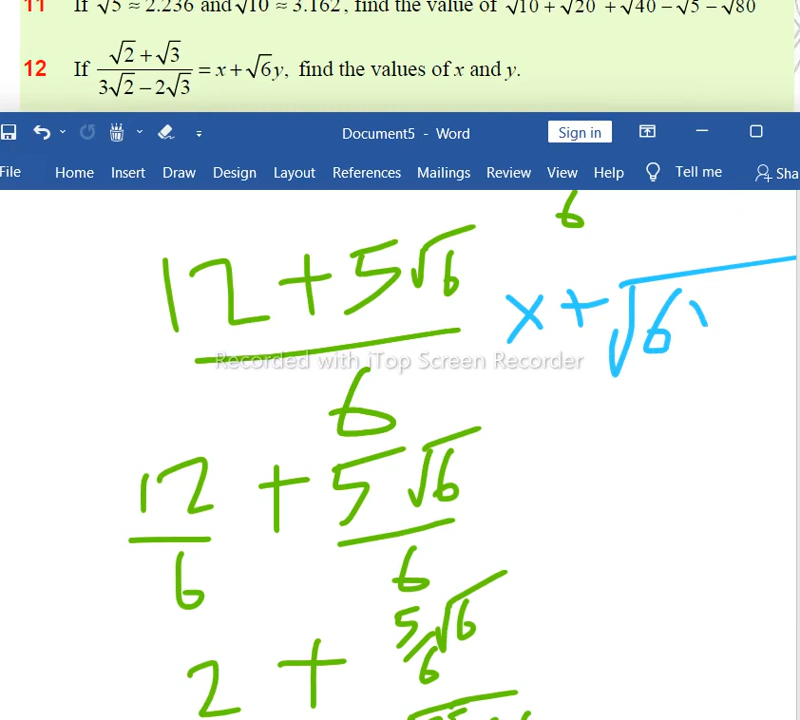 11 If √5 ≈ 2.236 and √10 ≈ 3.162, find the value of √10 + √20 + √40 − √5 − √80
12 If (√2 + √3)/(3√2 − 2√3) = x + √6y, find the values of x and y.
Document5 - Word Sign in
File Home Insert Draw Design Layout References Mailings Review View Help Tell me Sha
6
12 + 5√6
x + √6
Recorded with iTop Screen Recorder
6
12 + 5√6
6 6
2 + 5/6 √6